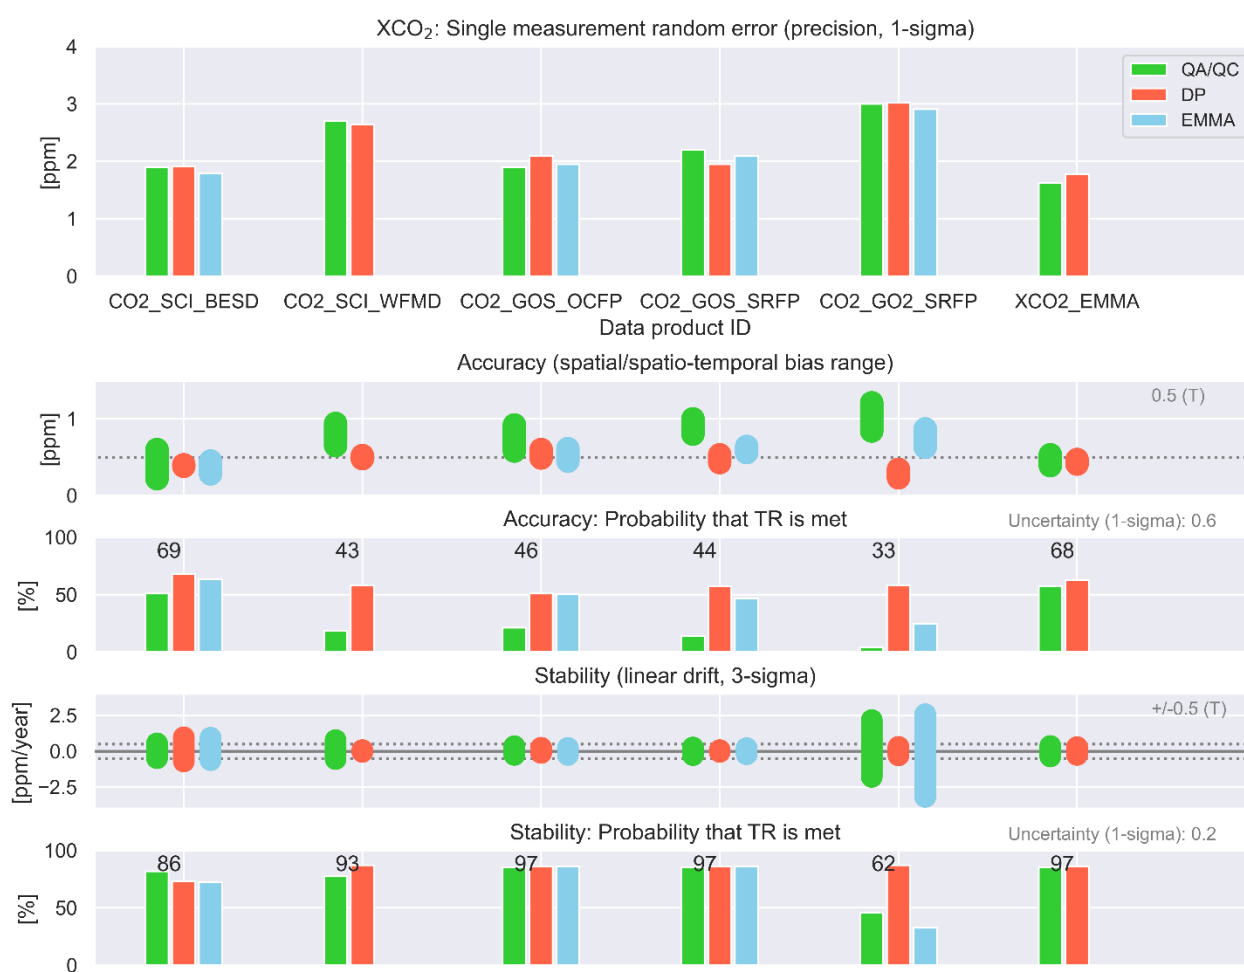 XCO₂: Single measurement random error (precision, 1-sigma)
4
3
2
1
0
[ppm]
QA/QC
DP
EMMA
CO2_SCI_BESD CO2_SCI_WFMD CO2_GOS_OCFP CO2_GOS_SRFP CO2_GO2_SRFP XCO2_EMMA
Data product ID
Accuracy (spatial/spatio-temporal bias range)
0.5 (T)
1
0
[ppm]
Accuracy: Probability that TR is met
Uncertainty (1-sigma): 0.6
100
50
0
[%]
69 43 46 44 33 68
Stability (linear drift, 3-sigma)
+/-0.5 (T)
2.5
0.0
−2.5
[ppm/year]
Stability: Probability that TR is met
Uncertainty (1-sigma): 0.2
100
50
0
[%]
86 93 97 97 62 97